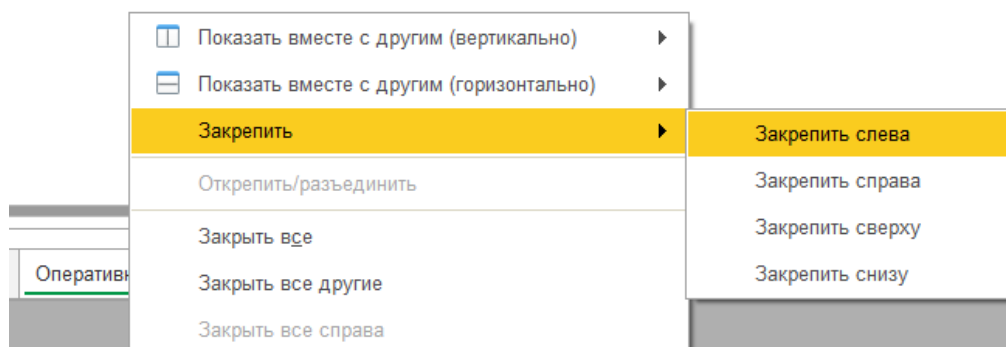 Показать вместе с другим (вертикально)
Показать вместе с другим (горизонтально)
Закрепить
Закрепить слева
Открепить/разъединить
Закрепить справа
Закрепить сверху
Закрыть все
Закрепить снизу
Закрыть все другие
Закрыть все справа